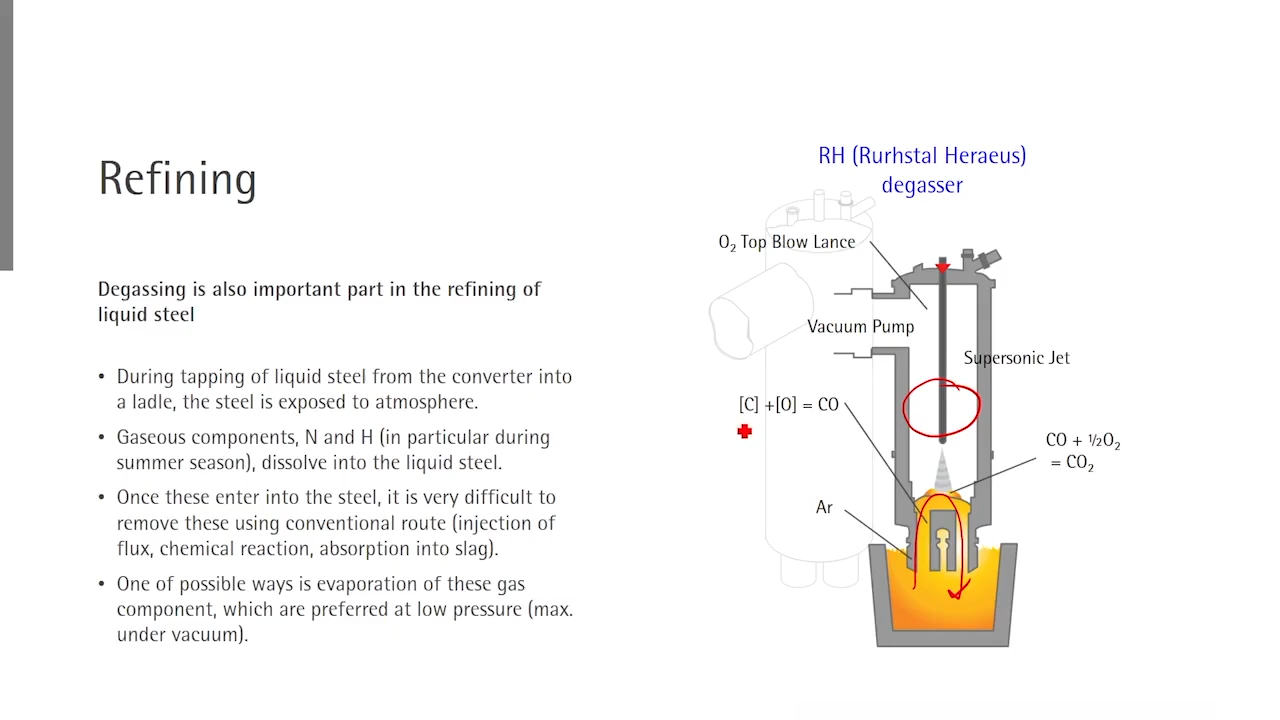 Refining
Degassing is also important part in the refining of
liquid steel
• During tapping of liquid steel from the converter into
a ladle, the steel is exposed to atmosphere.
• Gaseous components, N and H (in particular during
summer season), dissolve into the liquid steel.
• Once these enter into the steel, it is very difficult to
remove these using conventional route (injection of
flux, chemical reaction, absorption into slag).
• One of possible ways is evaporation of these gas
component, which are preferred at low pressure (max.
under vacuum).
RH (Rurhstal Heraeus)
degasser
O₂ Top Blow Lance
Vacuum Pump
Supersonic Jet
[C] +[O] = CO
CO + ½O₂
= CO₂
Ar